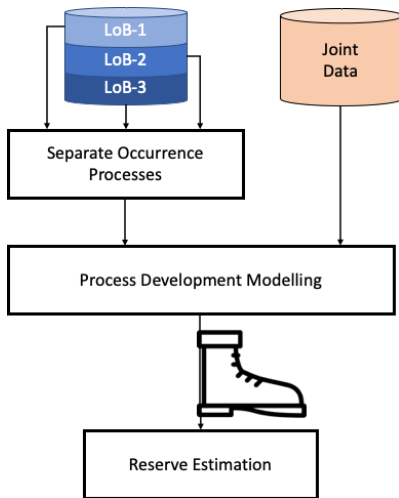 LoB-1
LoB-2
LoB-3
Joint
Data
Separate Occurrence
Processes
Process Development Modelling
Reserve Estimation